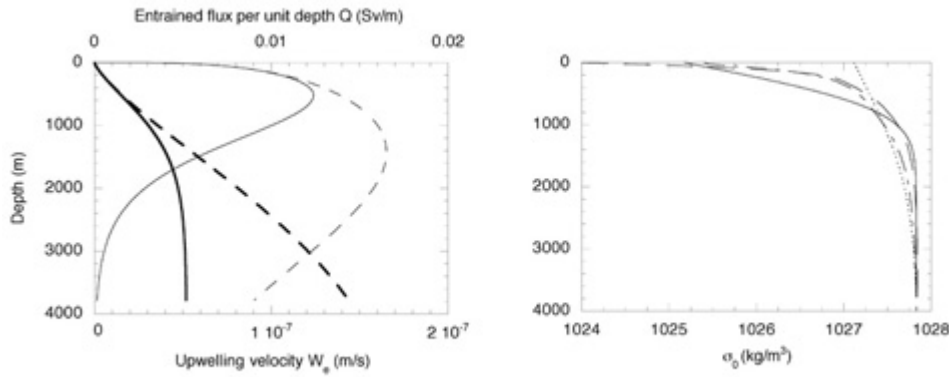 Entrained flux per unit depth Q (Sv/m)
0 0.01 0.02
0
1000
2000
3000
4000
Depth (m)
0 1 10⁻⁷ 2 10⁻⁷
Upwelling velocity Wₑ (m/s)
0
1000
2000
3000
4000
1024 1025 1026 1027 1028
σ₀ (kg/m³)